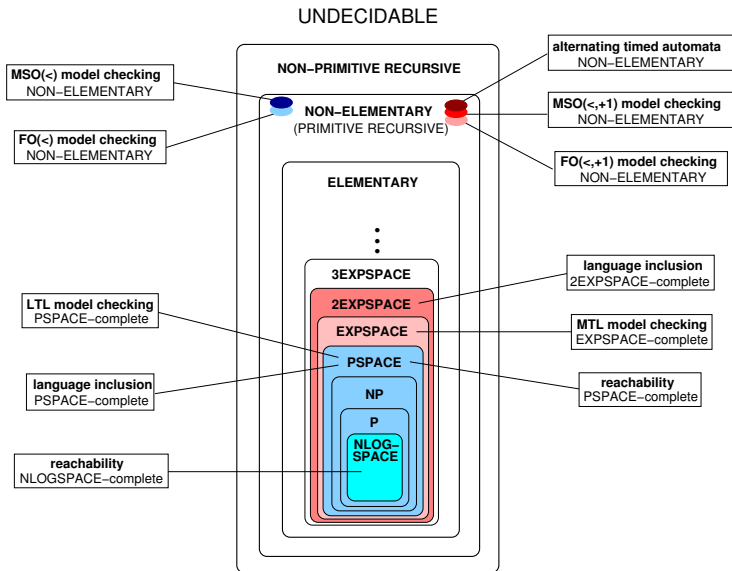 UNDECIDABLE
NON−PRIMITIVE RECURSIVE
NON−ELEMENTARY
(PRIMITIVE RECURSIVE)
ELEMENTARY
3EXPSPACE
2EXPSPACE
EXPSPACE
PSPACE
NP
P
NLOG−
SPACE
MSO(<) model checking
NON−ELEMENTARY
FO(<) model checking
NON−ELEMENTARY
LTL model checking
PSPACE−complete
language inclusion
PSPACE−complete
reachability
NLOGSPACE−complete
alternating timed automata
NON−ELEMENTARY
MSO(<,+1) model checking
NON−ELEMENTARY
FO(<,+1) model checking
NON−ELEMENTARY
language inclusion
2EXPSPACE−complete
MTL model checking
EXPSPACE−complete
reachability
PSPACE−complete